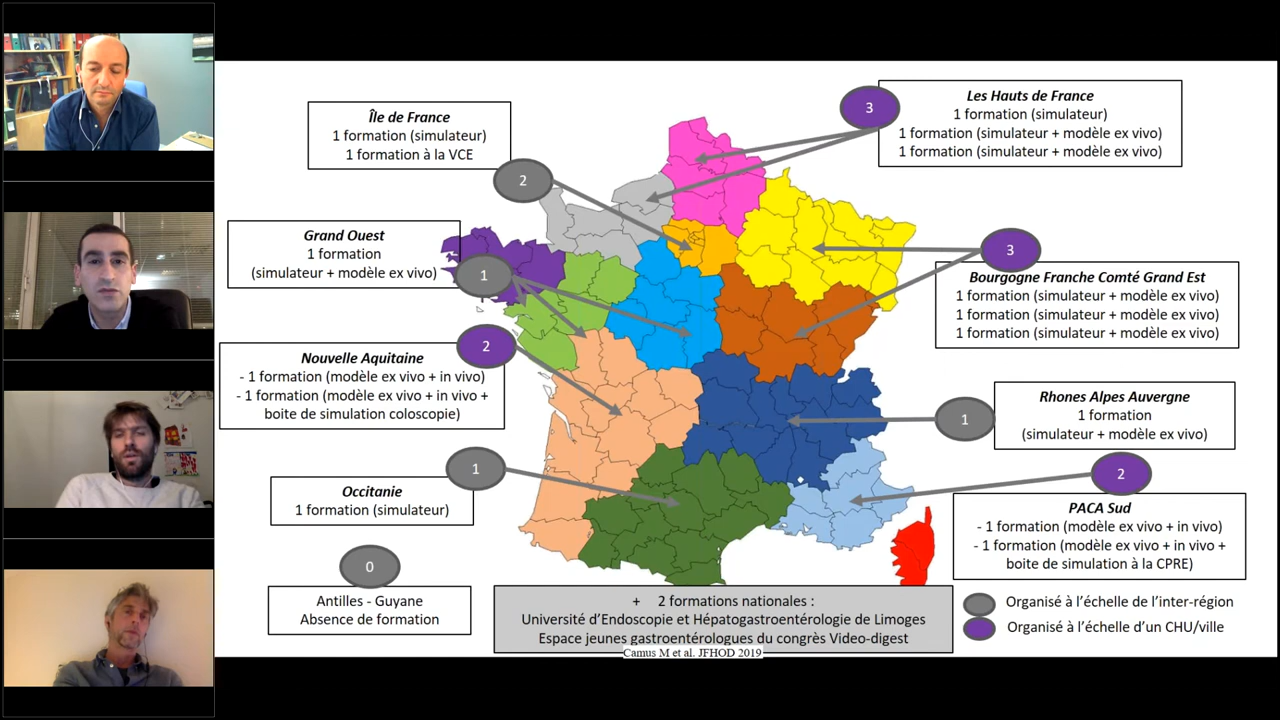 Île de France
1 formation (simulateur)
1 formation à la VCE
2
Les Hauts de France
1 formation (simulateur)
1 formation (simulateur + modèle ex vivo)
1 formation (simulateur + modèle ex vivo)
3
Grand Ouest
1 formation
(simulateur + modèle ex vivo)
1
Bourgogne Franche Comté Grand Est
1 formation (simulateur + modèle ex vivo)
1 formation (simulateur + modèle ex vivo)
1 formation (simulateur + modèle ex vivo)
3
Nouvelle Aquitaine
- 1 formation (modèle ex vivo + in vivo)
- 1 formation (modèle ex vivo + in vivo +
boite de simulation coloscopie)
2
Rhones Alpes Auvergne
1 formation
(simulateur + modèle ex vivo)
1
Occitanie
1 formation (simulateur)
1
PACA Sud
- 1 formation (modèle ex vivo + in vivo)
- 1 formation (modèle ex vivo + in vivo +
boite de simulation à la CPRE)
2
0
Antilles - Guyane
Absence de formation
+ 2 formations nationales :
Université d’Endoscopie et Hépatogastroentérologie de Limoges
Espace jeunes gastroentérologues du congrès Video-digest
Camus M et al. JFHOD 2019
Organisé à l’échelle de l’inter-région
Organisé à l’échelle d’un CHU/ville